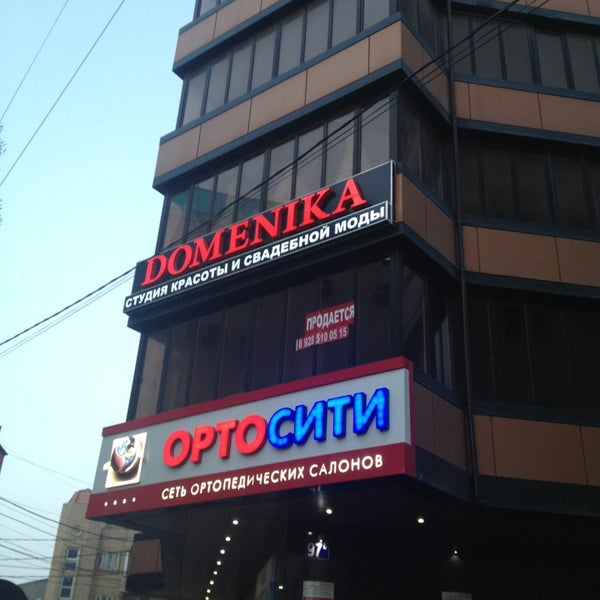 DOMENIKA
СТУДИЯ КРАСОТЫ И СВАДЕБНОЙ МОДЫ
ПРОДАЕТСЯ
8 928 510 05 15
ОРТОСИТИ
СЕТЬ ОРТОПЕДИЧЕСКИХ САЛОНОВ
97